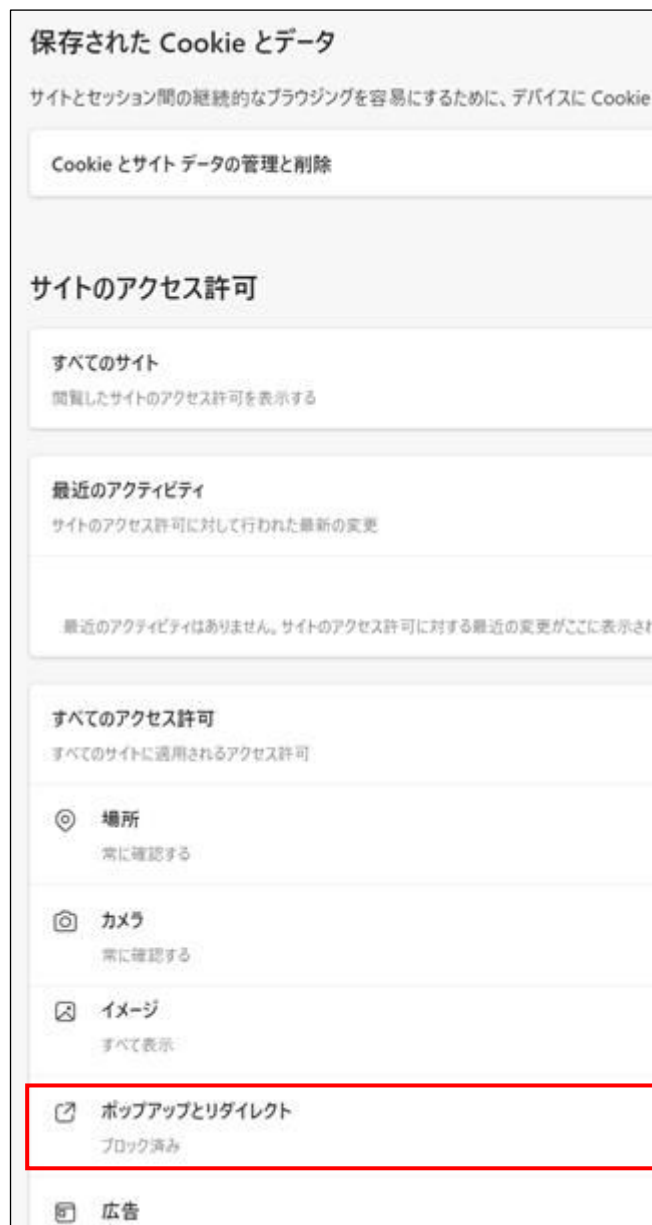 保存された Cookie とデータ
サイトとセッション間の継続的なブラウジングを容易にするために、デバイスに Cookie
Cookie とサイト データの管理と削除
サイトのアクセス許可
すべてのサイト
閲覧したサイトのアクセス許可を表示する
最近のアクティビティ
サイトのアクセス許可に対して行われた最新の変更
最近のアクティビティはありません。サイトのアクセス許可に対する最近の変更がここに表示され
すべてのアクセス許可
すべてのサイトに適用されるアクセス許可
場所
常に確認する
カメラ
常に確認する
イメージ
すべて表示
ポップアップとリダイレクト
ブロック済み
広告